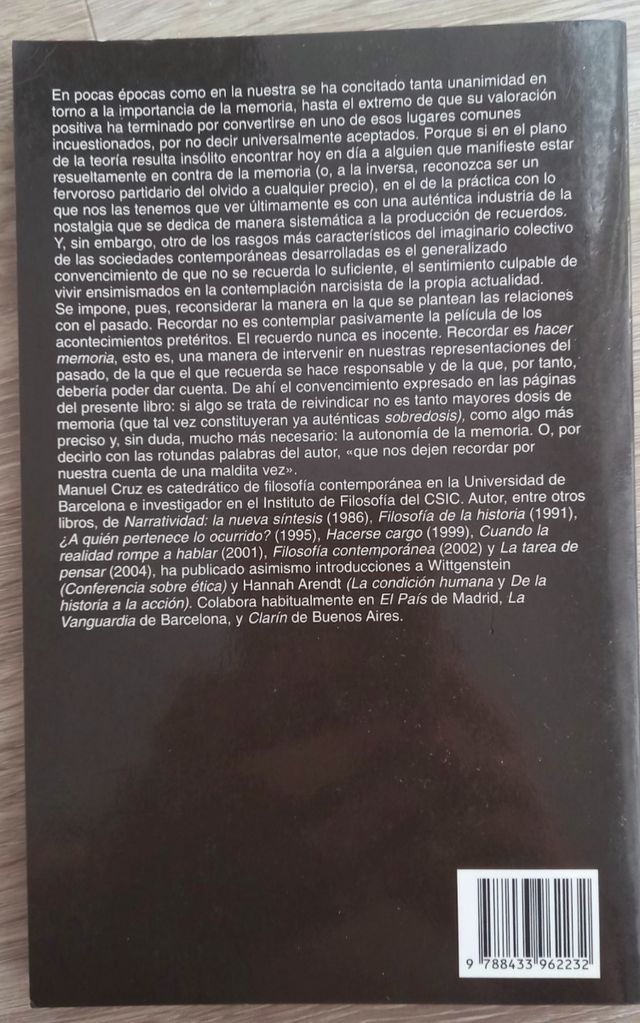 En pocas épocas como en la nuestra se ha concitado tanta unanimidad en
torno a la importancia de la memoria, hasta el extremo de que su valoración
positiva ha terminado por convertirse en uno de esos lugares comunes
incuestionados, por no decir universalmente aceptados. Porque si en el plano
de la teoría resulta insólito encontrar hoy en día a alguien que manifieste estar
resueltamente en contra de la memoria (o, a la inversa, reconozca ser un
fervoroso partidario del olvido a cualquier precio), en el de la práctica con lo
que nos las tenemos que ver últimamente es con una auténtica industria de la
nostalgia que se dedica de manera sistemática a la producción de recuerdos.
Y, sin embargo, otro de los rasgos más característicos del imaginario colectivo
de las sociedades contemporáneas desarrolladas es el generalizado
convencimiento de que no se recuerda lo suficiente, el sentimiento culpable de
vivir ensimismados en la contemplación narcisista de la propia actualidad.
Se impone, pues, reconsiderar la manera en la que se plantean las relaciones
con el pasado. Recordar no es contemplar pasivamente la película de los
acontecimientos pretéritos. El recuerdo nunca es inocente. Recordar es hacer
memoria, esto es, una manera de intervenir en nuestras representaciones del
pasado, de la que el que recuerda se hace responsable y de la que, por tanto,
debería poder dar cuenta. De ahí el convencimiento expresado en las páginas
del presente libro: si algo se trata de reivindicar no es tanto mayores dosis de
memoria (que tal vez constituyeran ya auténticas sobredosis), como algo más
preciso y, sin duda, mucho más necesario: la autonomía de la memoria. O, por
decirlo con las rotundas palabras del autor, «que nos dejen recordar por
nuestra cuenta de una maldita vez».
Manuel Cruz es catedrático de filosofía contemporánea en la Universidad de
Barcelona e investigador en el Instituto de Filosofía del CSIC. Autor, entre otros
libros, de Narratividad: la nueva síntesis (1986), Filosofía de la historia (1991),
¿A quién pertenece lo ocurrido? (1995), Hacerse cargo (1999), Cuando la
realidad rompe a hablar (2001), Filosofía contemporánea (2002) y La tarea de
pensar (2004), ha publicado asimismo introducciones a Wittgenstein
(Conferencia sobre ética) y Hannah Arendt (La condición humana y De la
historia a la acción). Colabora habitualmente en El País de Madrid, La
Vanguardia de Barcelona, y Clarín de Buenos Aires.
9 788433 962232